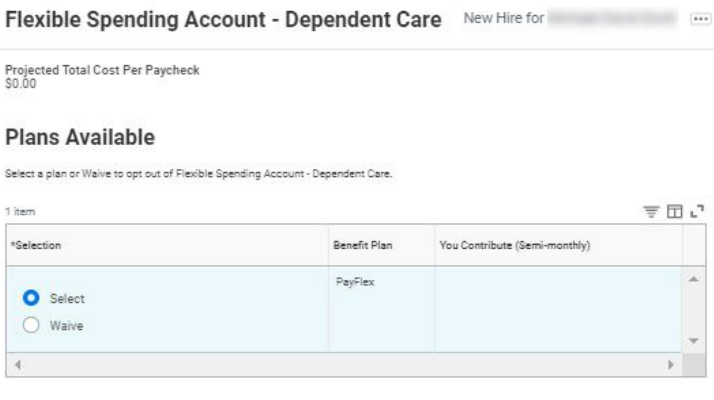 Flexible Spending Account - Dependent Care New Hire for
Projected Total Cost Per Paycheck
$0.00
Plans Available
Select a plan or Waive to opt out of Flexible Spending Account - Dependent Care.
1 item
*Selection Benefit Plan You Contribute (Semi-monthly)
Select PayFlex
Waive